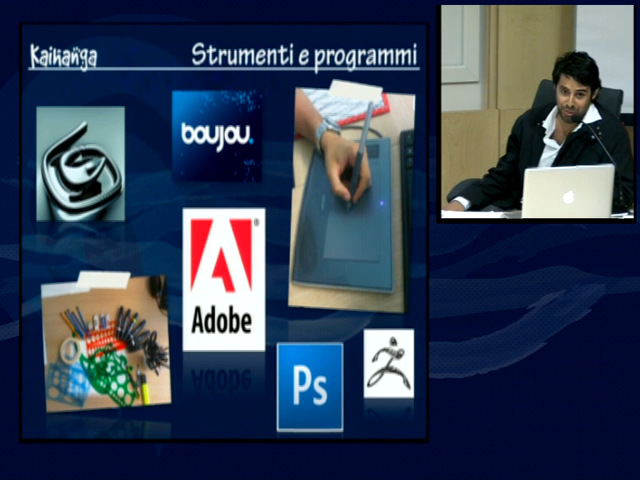 Kaihanga
Strumenti e programmi
boujou.
Adobe
®
Ps